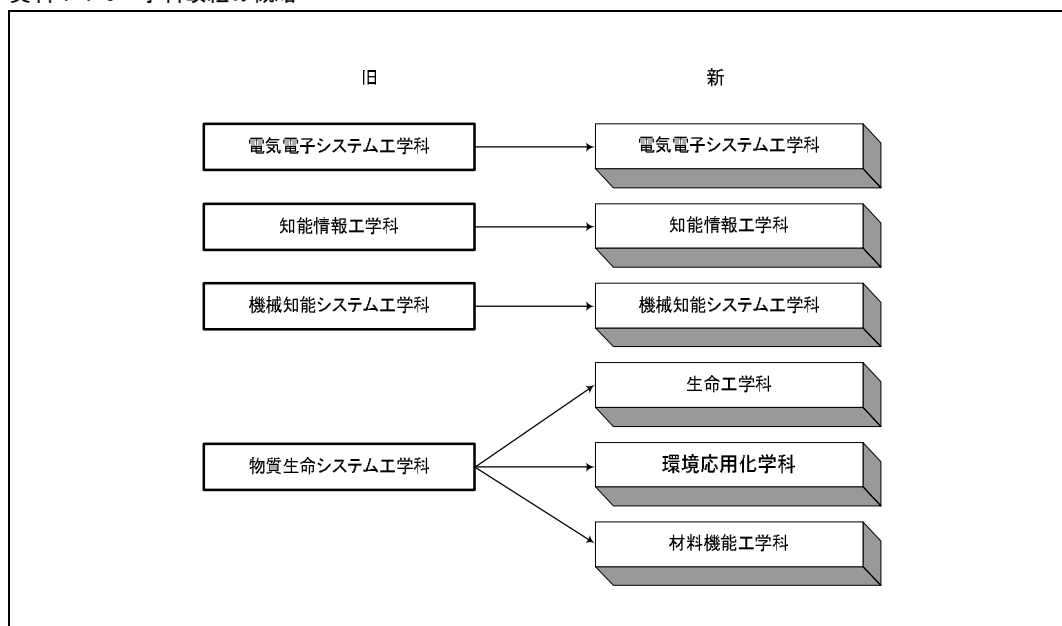 旧 新
電気電子システム工学科 電気電子システム工学科
知能情報工学科 知能情報工学科
機械知能システム工学科 機械知能システム工学科
生命工学科
物質生命システム工学科 環境応用化学科
材料機能工学科